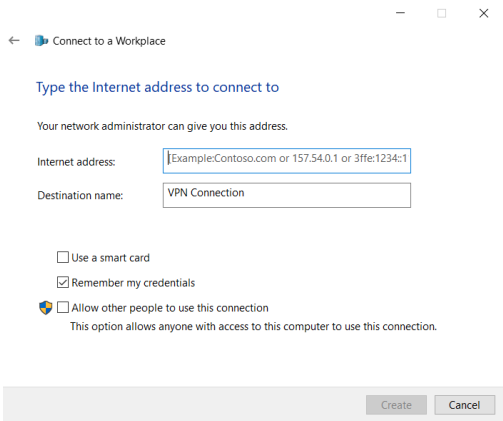 Connect to a Workplace
Type the Internet address to connect to
Your network administrator can give you this address.
Internet address:
[Example:Contoso.com or 157.54.0.1 or 3ffe:1234::1
Destination name:
VPN Connection
Use a smart card
Remember my credentials
Allow other people to use this connection
This option allows anyone with access to this computer to use this connection.
Create
Cancel